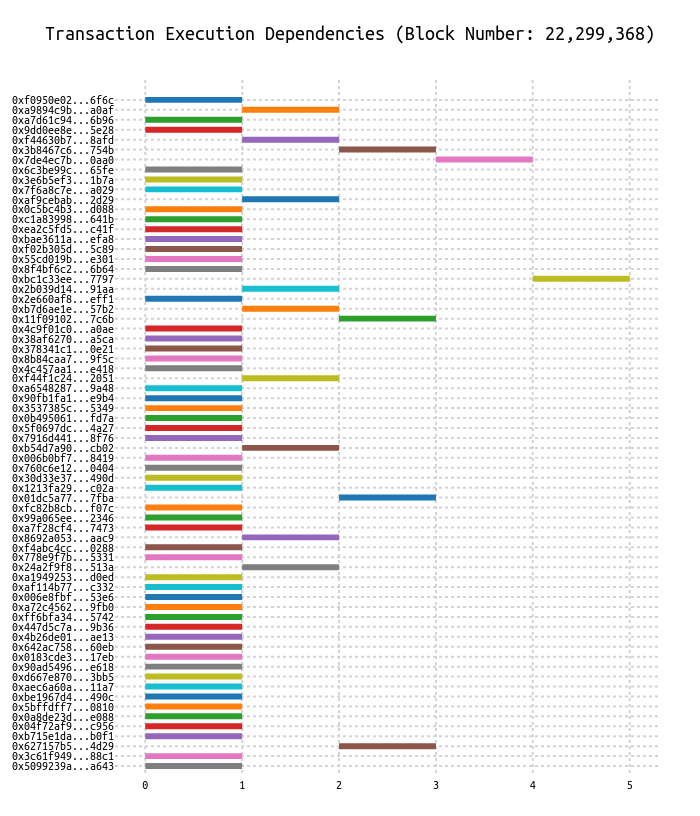 Transaction Execution Dependencies (Block Number: 22,299,368)
0xf0950e02...6f6c
0xa9894c9b...a0af
0xa7d61c94...6b96
0x9dd0ee8e...5e28
0xf44630b7...8afd
0x3b8467c6...754b
0x7de4ec7b...0aa0
0x6c3be99c...65fe
0x3e6b5ef3...1b7a
0x7f6a8c7e...a029
0xaf9cebab...2d29
0x0c5bc4b3...d088
0xc1a83998...641b
0xea2c5fd5...c41f
0xbae3611a...efa8
0xf02b305d...5c89
0x55cd019b...e301
0x8f4bf6c2...6b64
0xbc1c33ee...7797
0x2b039d14...91aa
0x2e660af8...eff1
0xb7d6ae1e...57b2
0x11f09102...7c6b
0x4c9f01c0...a0ae
0x38af6270...a5ca
0x378341c1...0e21
0x8b84caa7...9f5c
0x4c457aa1...e418
0xf44f1c24...2051
0xa6548287...9a48
0x90fb1fa1...e9b4
0x3537385c...5349
0x0b495061...fd7a
0x5f0697dc...4a27
0x7916d441...8f76
0xb54d7a90...cb02
0x006b0bf7...8419
0x760c6e12...0404
0x30d33e37...490d
0x1213fa29...c02a
0x01dc5a77...7fba
0xfc82b8cb...f07c
0x99a065ee...2346
0xa7f28cf4...7473
0x8692a053...aac9
0xf4abc4cc...0288
0x778e9f7b...5331
0x24a2f9f8...513a
0xa1949253...d0ed
0xaf114b77...c332
0x006e8fbf...53e6
0xa72c4562...9fb0
0xff6bfa34...5742
0x447d5c7a...9b36
0x4b26de01...ae13
0x642ac758...60eb
0x0183cde3...17eb
0x90ad5496...e618
0xd667e870...3bb5
0xaec6a60a...11a7
0xbe1967d4...490c
0x5bffdff7...0810
0x0a8de23d...e088
0x04f72af9...c956
0xb715e1da...b0f1
0x627157b5...4d29
0x3c61f949...88c1
0x5099239a...a643
0 1 2 3 4 5